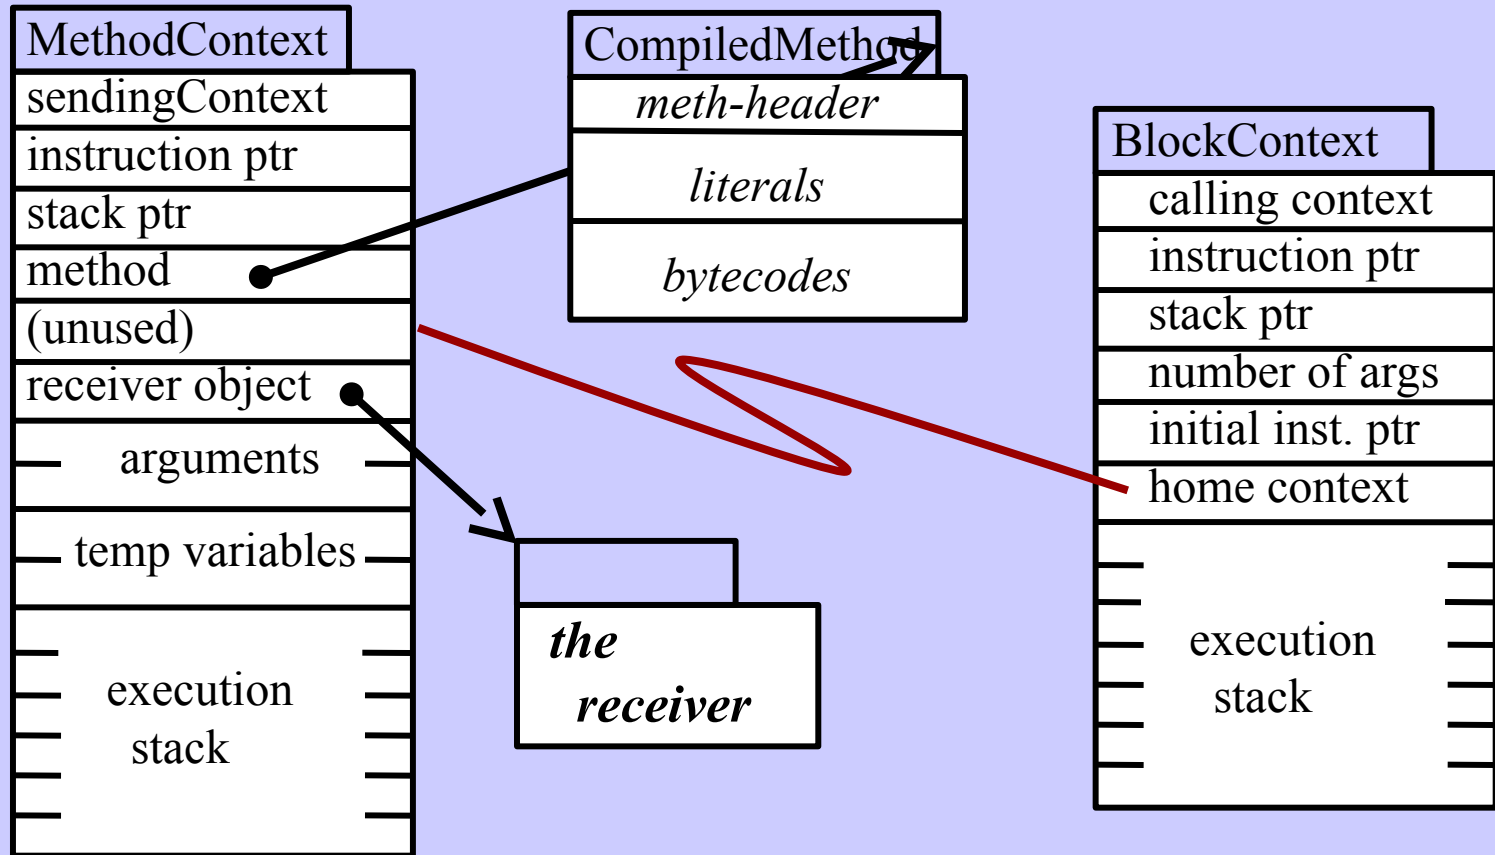 MethodContext
sendingContext
instruction ptr
stack ptr
method
(unused)
receiver object
arguments
temp variables
execution
stack
CompiledMethod
meth-header
literals
bytecodes
the
receiver
BlockContext
calling context
instruction ptr
stack ptr
number of args
initial inst. ptr
home context
execution
stack